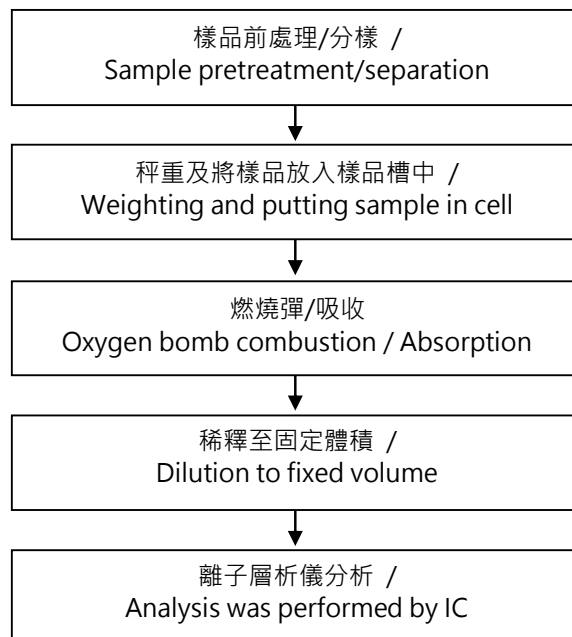 樣品前處理/分樣 /
Sample pretreatment/separation
秤重及將樣品放入樣品槽中 /
Weighting and putting sample in cell
燃燒彈/吸收
Oxygen bomb combustion / Absorption
稀釋至固定體積 /
Dilution to fixed volume
離子層析儀分析 /
Analysis was performed by IC